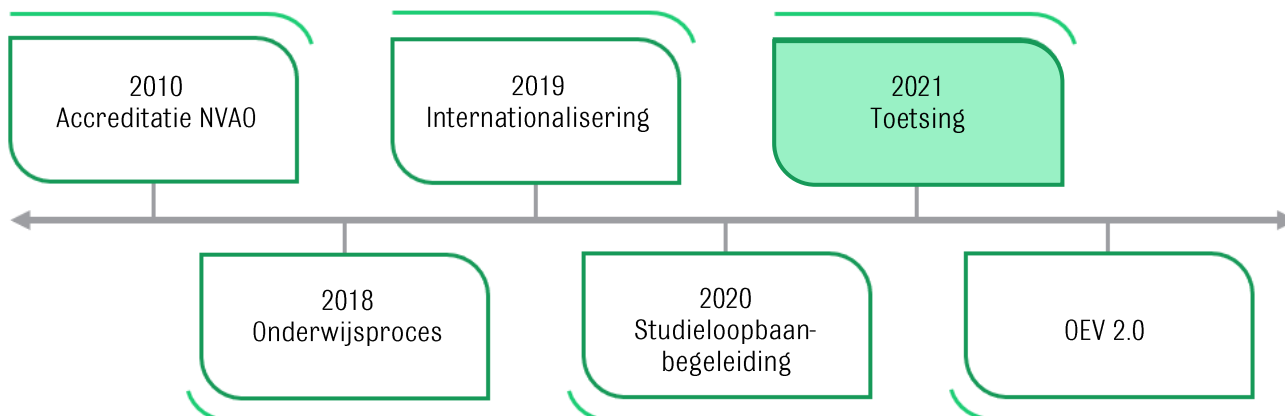 2010
Accreditatie NVAO
2019
Internationalisering
2021
Toetsing
2018
Onderwijsproces
2020
Studieloopbaan-
begeleiding
OEV 2.0